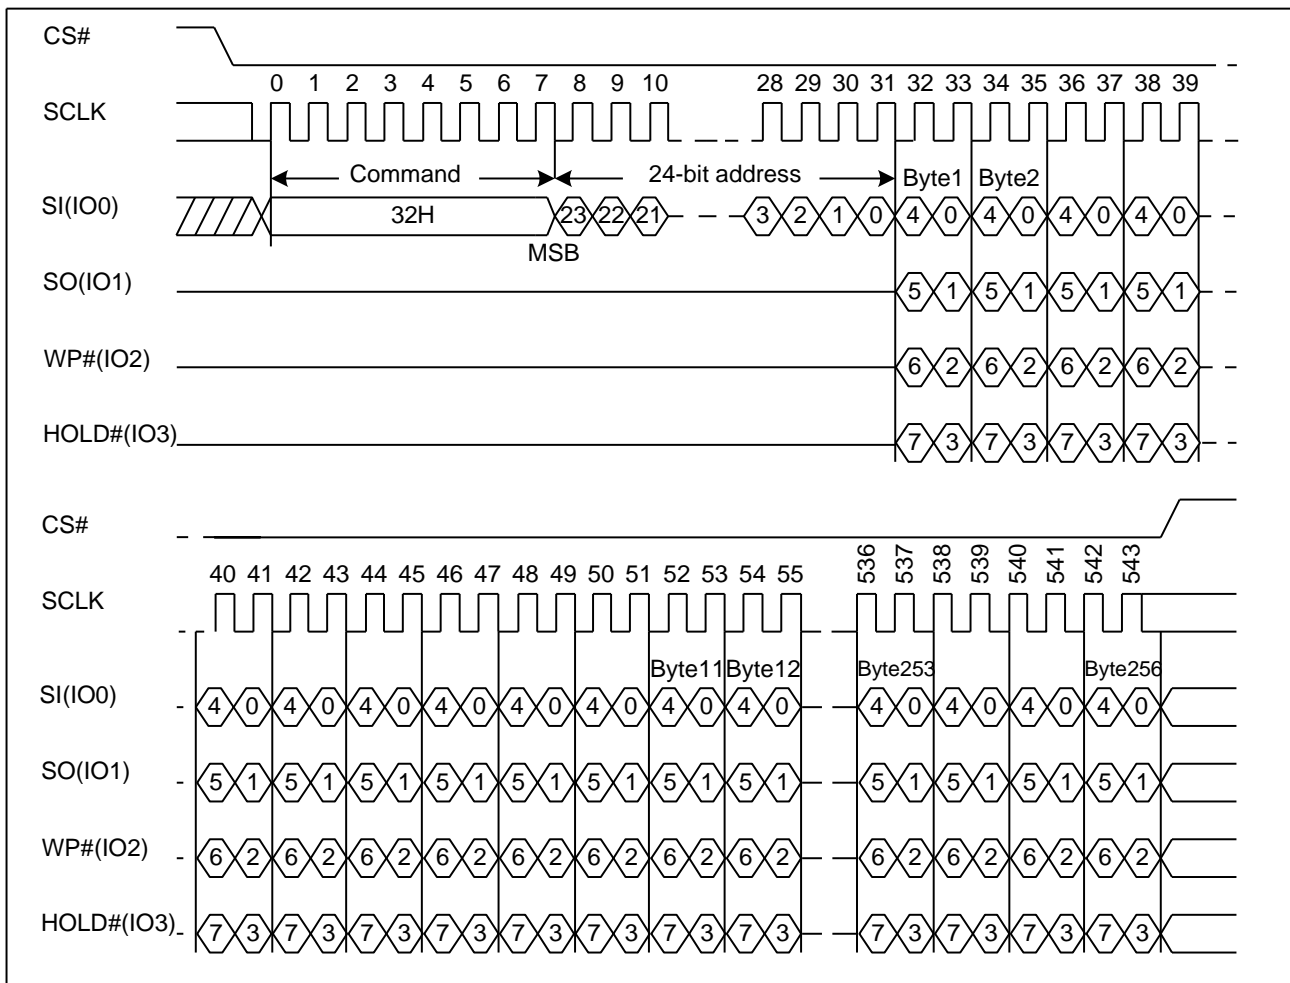 CS#
0 1 2 3 4 5 6 7 8 9 10 28 29 30 31 32 33 34 35 36 37 38 39
SCLK
Command 24-bit address Byte1 Byte2
SI(IO0) 32H 23 22 21 3 2 1 0 4 0 4 0 4 0 4 0
MSB
SO(IO1) 5 1 5 1 5 1 5 1
WP#(IO2) 6 2 6 2 6 2 6 2
HOLD#(IO3) 7 3 7 3 7 3 7 3
CS#
40 41 42 43 44 45 46 47 48 49 50 51 52 53 54 55 536 537 538 539 540 541 542 543
SCLK
Byte11 Byte12 Byte253 Byte256
SI(IO0) 4 0 4 0 4 0 4 0 4 0 4 0 4 0 4 0 4 0 4 0 4 0 4 0
SO(IO1) 5 1 5 1 5 1 5 1 5 1 5 1 5 1 5 1 5 1 5 1 5 1 5 1
WP#(IO2) 6 2 6 2 6 2 6 2 6 2 6 2 6 2 6 2 6 2 6 2 6 2 6 2
HOLD#(IO3) 7 3 7 3 7 3 7 3 7 3 7 3 7 3 7 3 7 3 7 3 7 3 7 3